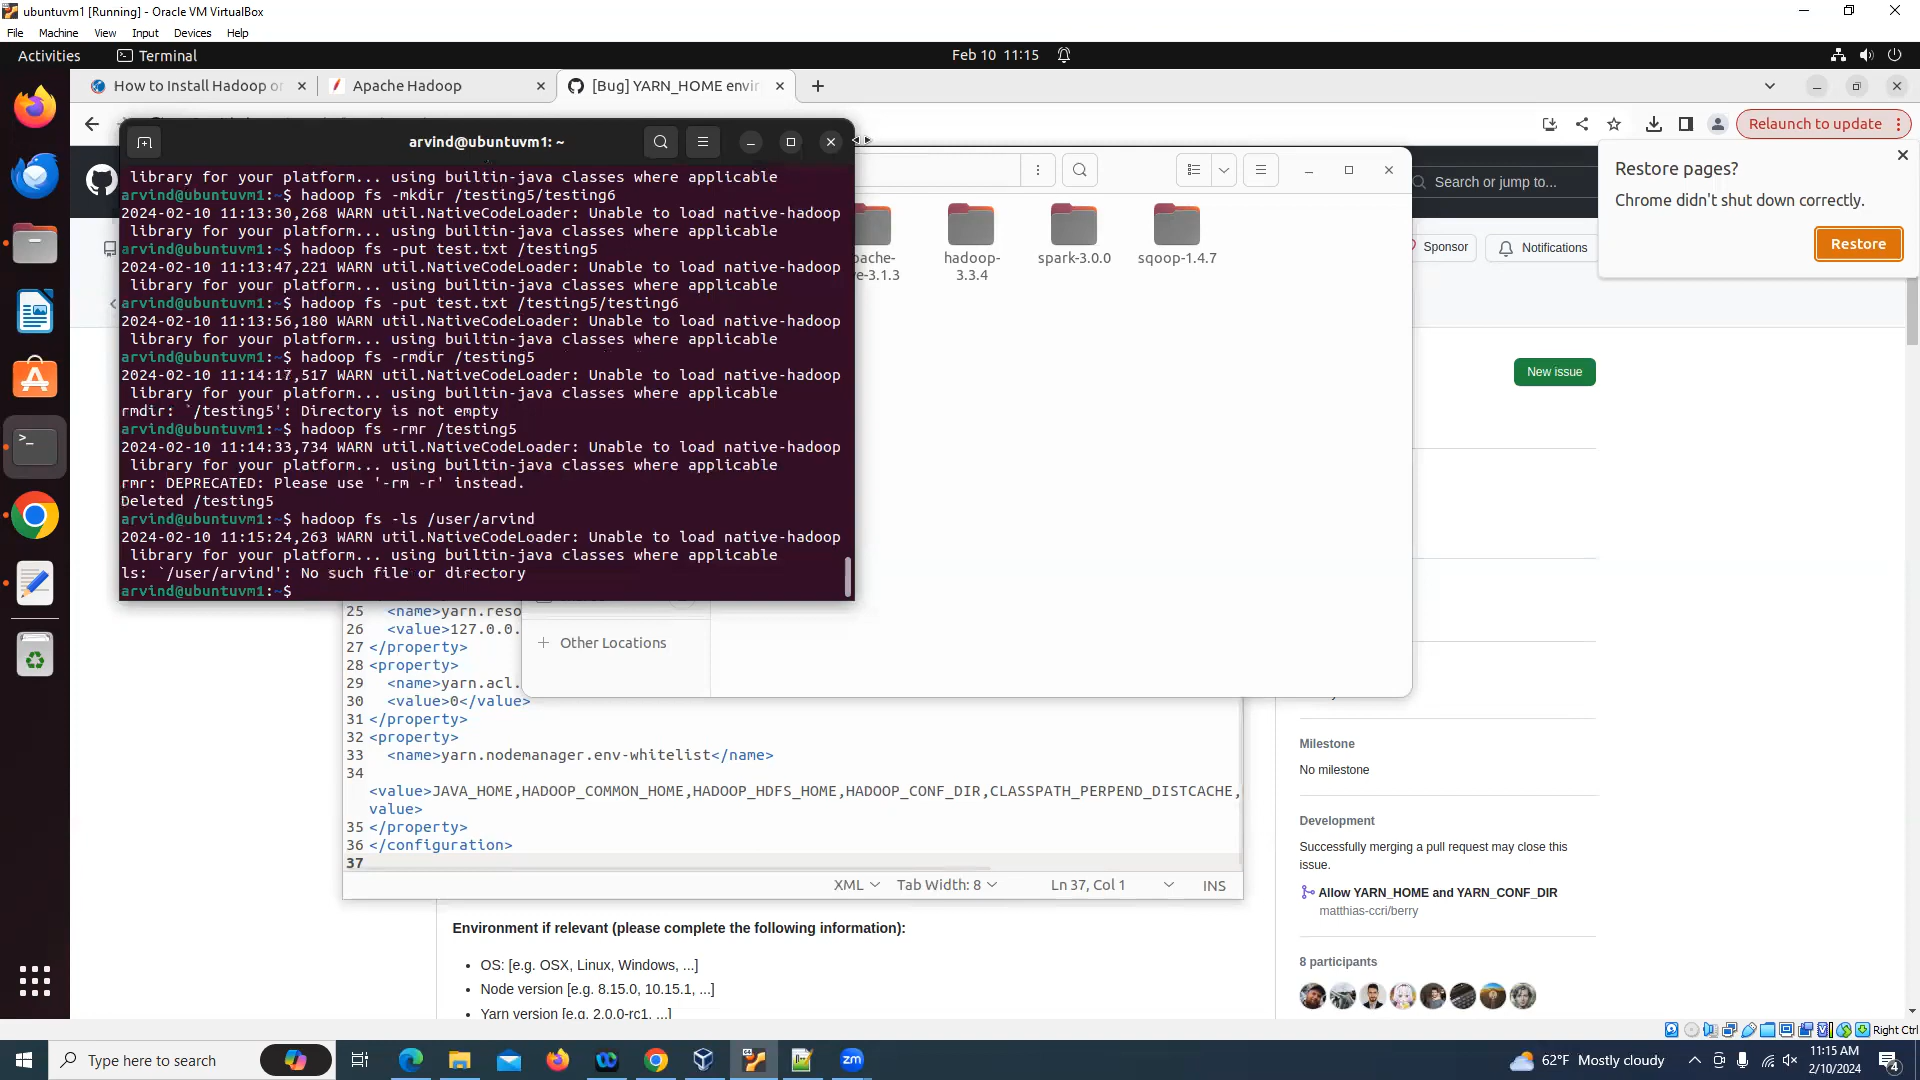 ubuntuvm1 [Running] - Oracle VM VirtualBox
File Machine View Input Devices Help
Activities Terminal Feb 10 11:15
How to Install Hadoop or Apache Hadoop [Bug] YARN_HOME envir
Relaunch to update
arvind@ubuntuvm1: ~
library for your platform... using builtin-java classes where applicable
arvind@ubuntuvm1:~$ hadoop fs -mkdir /testing5/testing6
2024-02-10 11:13:30,268 WARN util.NativeCodeLoader: Unable to load native-hadoop
library for your platform... using builtin-java classes where applicable
arvind@ubuntuvm1:~$ hadoop fs -put test.txt /testing5
2024-02-10 11:13:47,221 WARN util.NativeCodeLoader: Unable to load native-hadoop
library for your platform... using builtin-java classes where applicable
arvind@ubuntuvm1:~$ hadoop fs -put test.txt /testing5/testing6
2024-02-10 11:13:56,180 WARN util.NativeCodeLoader: Unable to load native-hadoop
library for your platform... using builtin-java classes where applicable
arvind@ubuntuvm1:~$ hadoop fs -rmdir /testing5
2024-02-10 11:14:17,517 WARN util.NativeCodeLoader: Unable to load native-hadoop
library for your platform... using builtin-java classes where applicable
rmdir: `/testing5': Directory is not empty
arvind@ubuntuvm1:~$ hadoop fs -rmr /testing5
2024-02-10 11:14:33,734 WARN util.NativeCodeLoader: Unable to load native-hadoop
library for your platform... using builtin-java classes where applicable
rmr: DEPRECATED: Please use '-rm -r' instead.
Deleted /testing5
arvind@ubuntuvm1:~$ hadoop fs -ls /user/arvind
2024-02-10 11:15:24,263 WARN util.NativeCodeLoader: Unable to load native-hadoop
library for your platform... using builtin-java classes where applicable
ls: `/user/arvind': No such file or directory
arvind@ubuntuvm1:~$
pache-
e-3.1.3
hadoop-
3.3.4
spark-3.0.0
sqoop-1.4.7
Other Locations
Search or jump to...
Restore pages?
Chrome didn't shut down correctly.
Restore
Sponsor Notifications
New issue
25 <name>yarn.reso
26 <value>127.0.0.
27 </property>
28 <property>
29 <name>yarn.acl.
30 <value>0</value>
31 </property>
32 <property>
33 <name>yarn.nodemanager.env-whitelist</name>
34
<value>JAVA_HOME,HADOOP_COMMON_HOME,HADOOP_HDFS_HOME,HADOOP_CONF_DIR,CLASSPATH_PERPEND_DISTCACHE,
value>
35 </property>
36 </configuration>
37
XML Tab Width: 8 Ln 37, Col 1 INS
Milestone
No milestone
Development
Successfully merging a pull request may close this
issue.
Allow YARN_HOME and YARN_CONF_DIR
matthias-ccri/berry
8 participants
Environment if relevant (please complete the following information):
• OS: [e.g. OSX, Linux, Windows, ...]
• Node version [e.g. 8.15.0, 10.15.1, ...]
• Yarn version [e.g. 2.0.0-rc1, ...]
Right Ctrl
Type here to search
zm
62°F Mostly cloudy
11:15 AM
2/10/2024
4